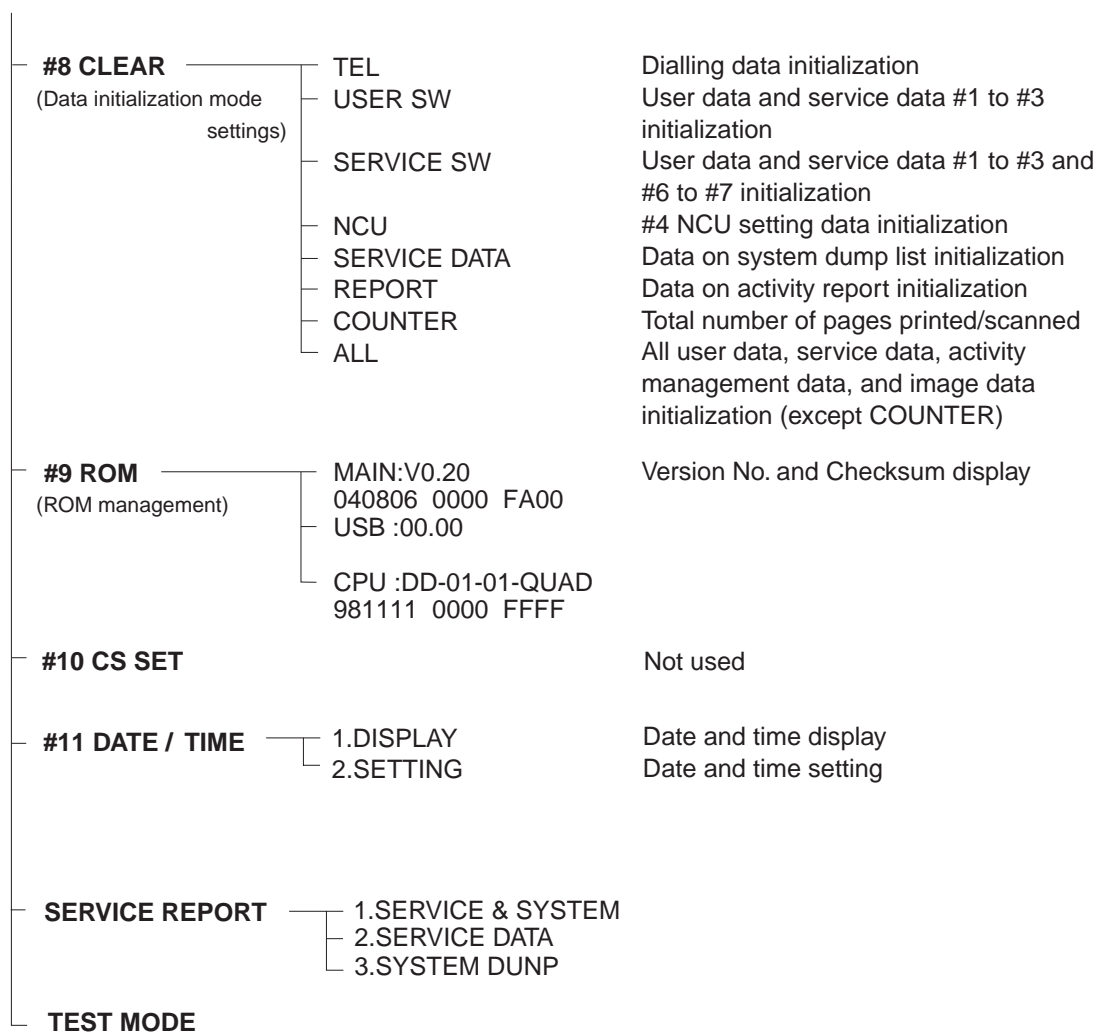 #8 CLEAR TEL Dialling data initialization
(Data initialization mode USER SW User data and service data #1 to #3
settings) initialization
SERVICE SW User data and service data #1 to #3 and
#6 to #7 initialization
NCU #4 NCU setting data initialization
SERVICE DATA Data on system dump list initialization
REPORT Data on activity report initialization
COUNTER Total number of pages printed/scanned
ALL All user data, service data, activity
management data, and image data
initialization (except COUNTER)
#9 ROM MAIN:V0.20 Version No. and Checksum display
(ROM management) 040806 0000 FA00
USB :00.00
CPU :DD-01-01-QUAD
981111 0000 FFFF
#10 CS SET Not used
#11 DATE / TIME 1.DISPLAY Date and time display
2.SETTING Date and time setting
SERVICE REPORT 1.SERVICE & SYSTEM
2.SERVICE DATA
3.SYSTEM DUNP
TEST MODE